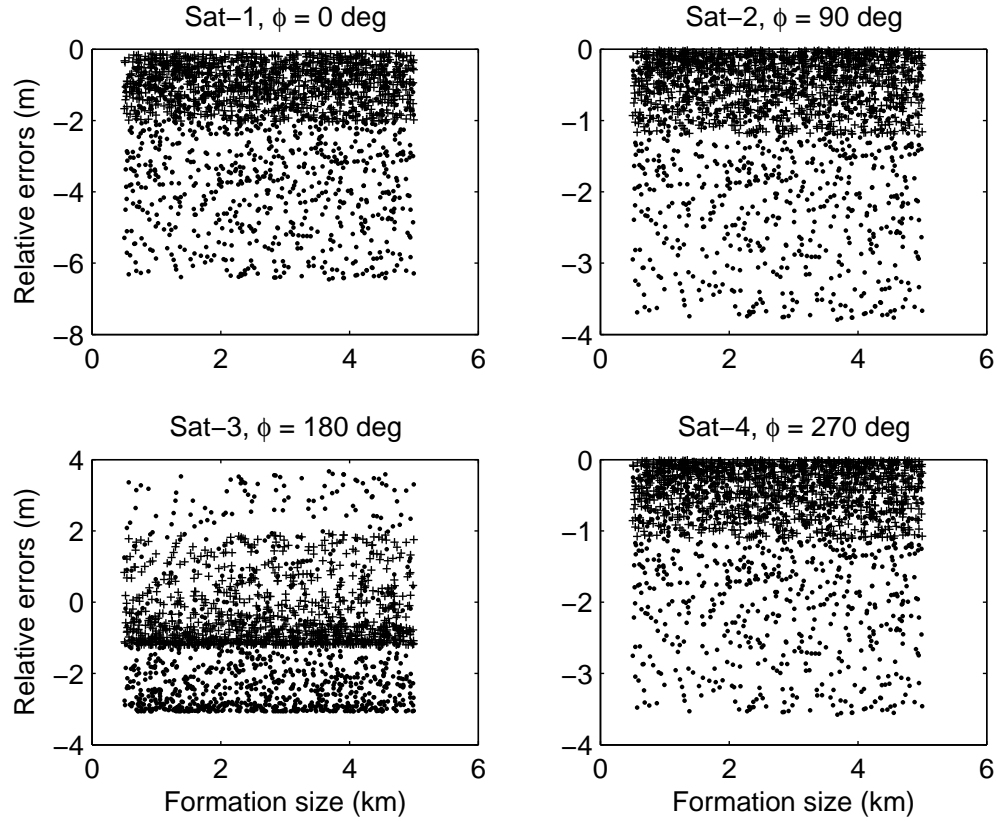 Sat−1, ϕ = 0 deg
Relative errors (m)
0
−2
−4
−6
−8
0 2 4 6
Sat−2, ϕ = 90 deg
0
−1
−2
−3
−4
0 2 4 6
Sat−3, ϕ = 180 deg
Relative errors (m)
4
2
0
−2
−4
0 2 4 6
Formation size (km)
Sat−4, ϕ = 270 deg
0
−1
−2
−3
−4
0 2 4 6
Formation size (km)